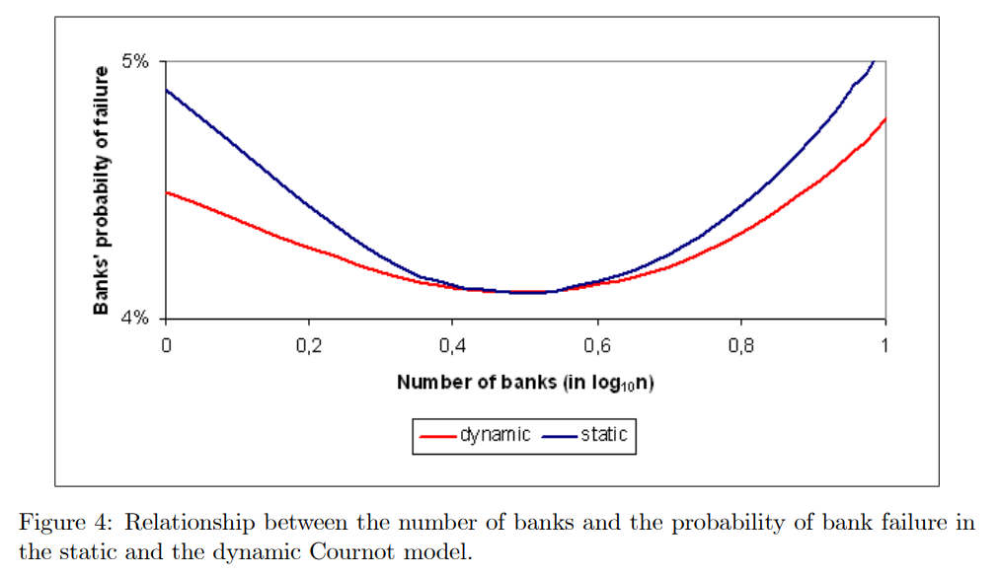 5%
4%
Banks' probabilty of failure
0
0,2
0,4
0,6
0,8
1
Number of banks (in log₁₀n)
dynamic
static
Figure 4: Relationship between the number of banks and the probability of bank failure in
the static and the dynamic Cournot model.